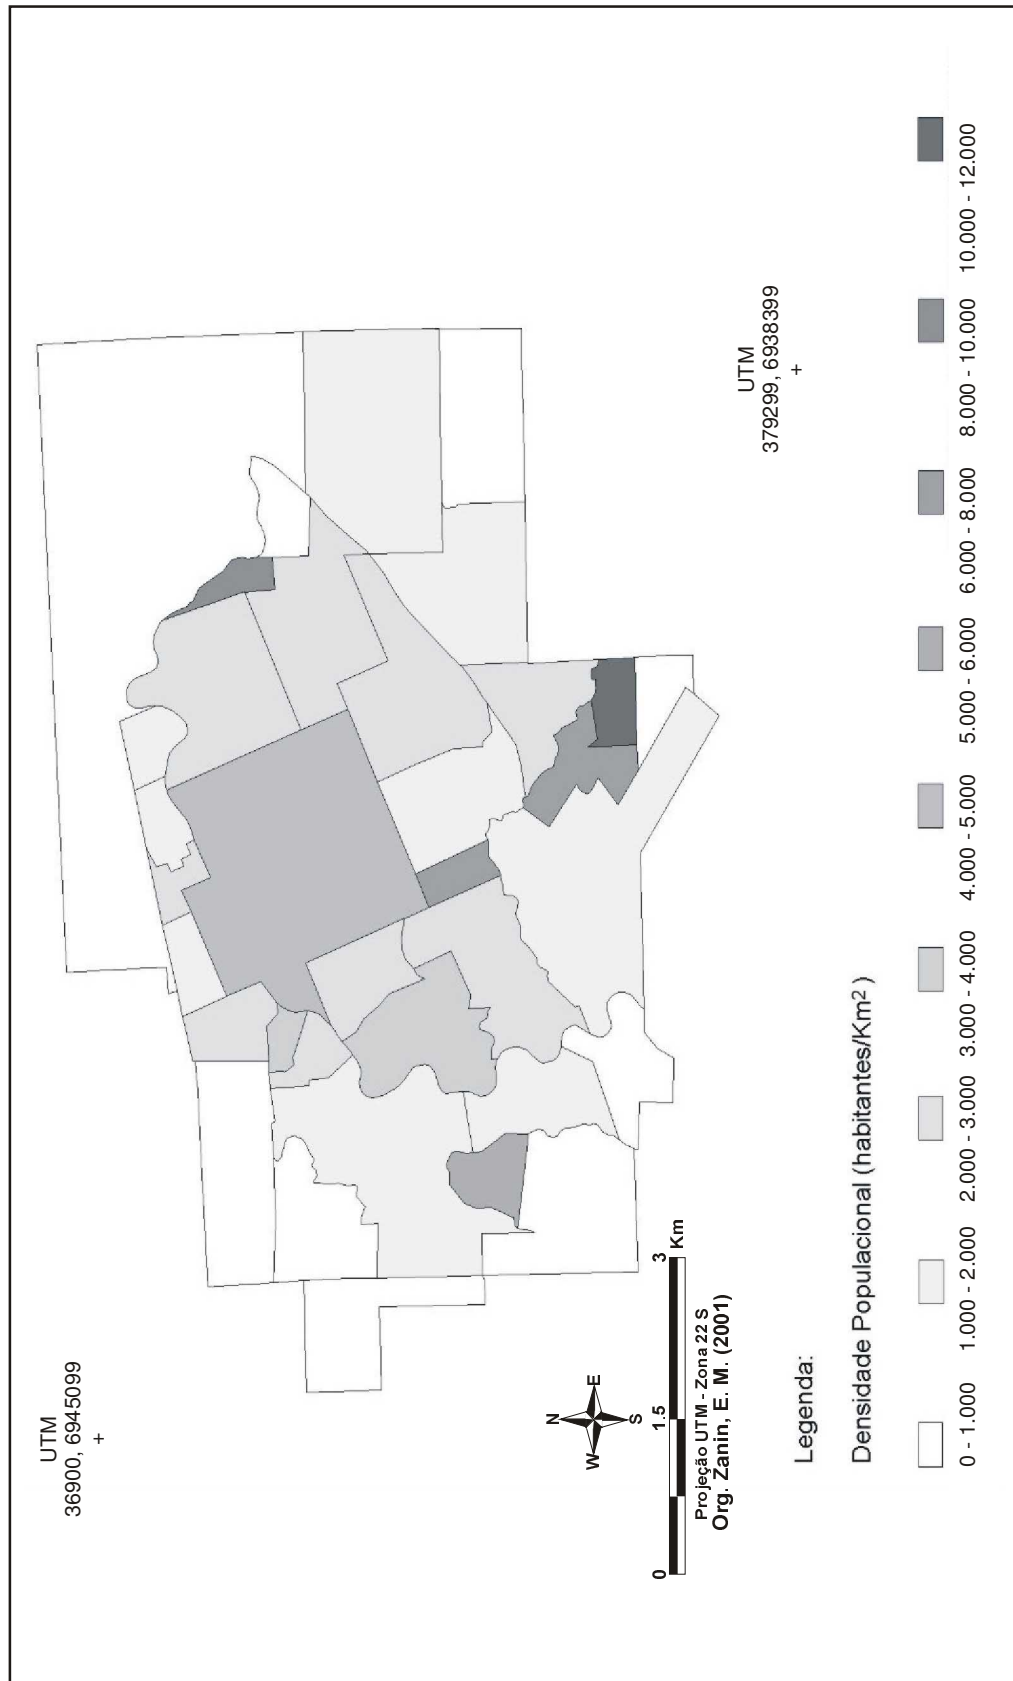 UTM
36900, 6945099
+
UTM
379299, 6938399
+
N
W
E
S
0
1.5
3
Km
Projeção UTM - Zona 22 S
Org. Zanin, E. M. (2001)
Legenda:
Densidade Populacional (habitantes/Km²)
0 - 1.000
1.000 - 2.000
2.000 - 3.000
3.000 - 4.000
4.000 - 5.000
5.000 - 6.000
6.000 - 8.000
8.000 - 10.000
10.000 - 12.000